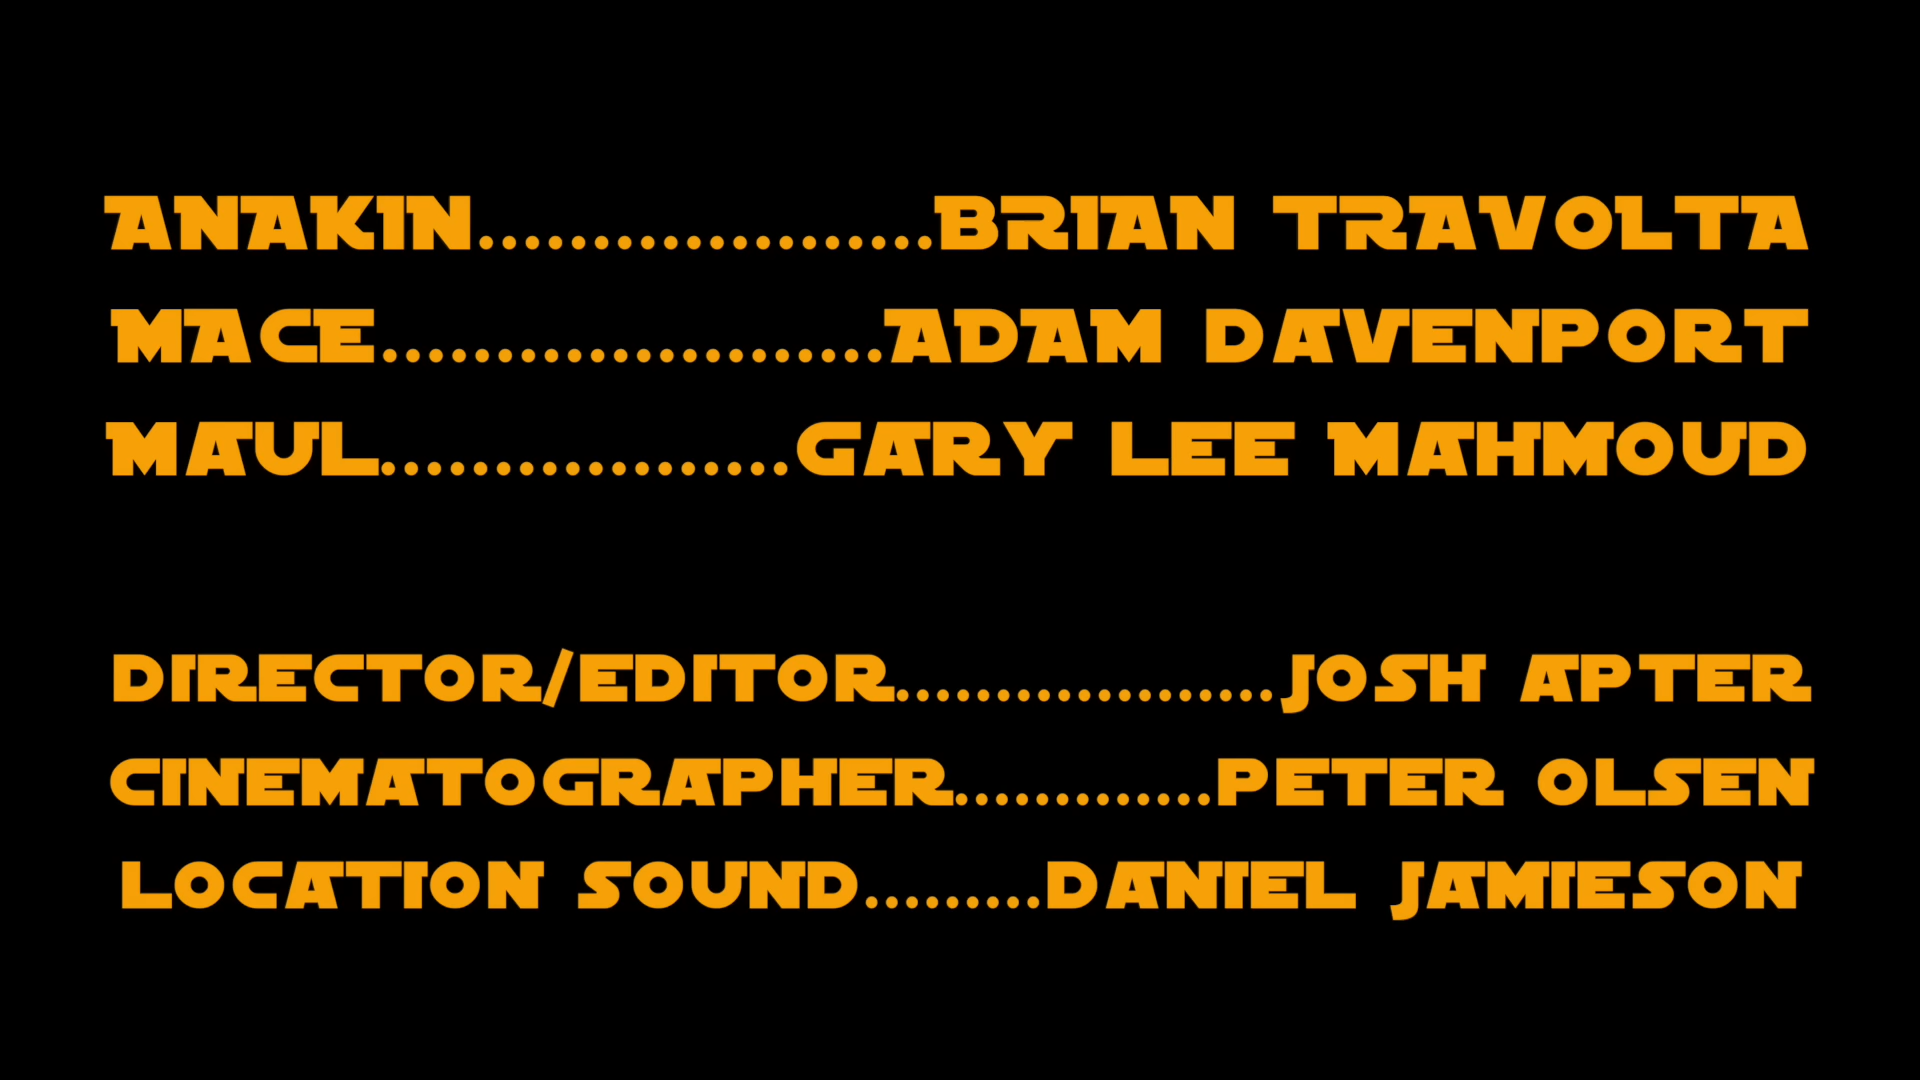 ANAKIN....................BRIAN TRAVOLTA
MACE......................ADAM DAVENPORT
MAUL..................GARY LEE MAHMOUD
DIRECTOR/EDITOR...................JOSH APTER
CINEMATOGRAPHER.............PETER OLSEN
LOCATION SOUND.........DANIEL JAMIESON